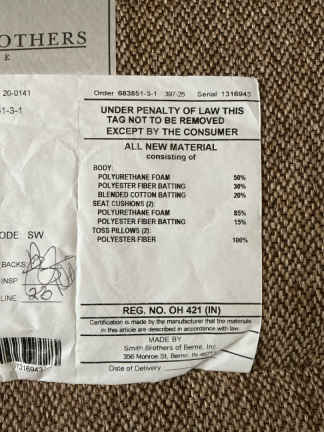 ROTHERS
E
20-0141
Order 683851-3-1 397-25 Serial 1316943
51-3-1
UNDER PENALTY OF LAW THIS
TAG NOT TO BE REMOVED
EXCEPT BY THE CONSUMER
ALL NEW MATERIAL
consisting of
BODY:
POLYURETHANE FOAM 50%
POLYESTER FIBER BATTING 30%
BLENDED COTTON BATTING 20%
SEAT CUSHIONS (2):
POLYURETHANE FOAM 85%
POLYESTER FIBER BATTING 15%
TOSS PILLOWS (2):
POLYESTER FIBER 100%
ODE SW
BACKS
INSP
LINE 20
REG. NO. OH 421 (IN)
Certification is made by the manufacturer that the materials
in this article are described in accordance with law.
MADE BY
Smith Brothers of Berne, Inc.
356 Monroe St, Berne, IN
Date of Delivery
1316943